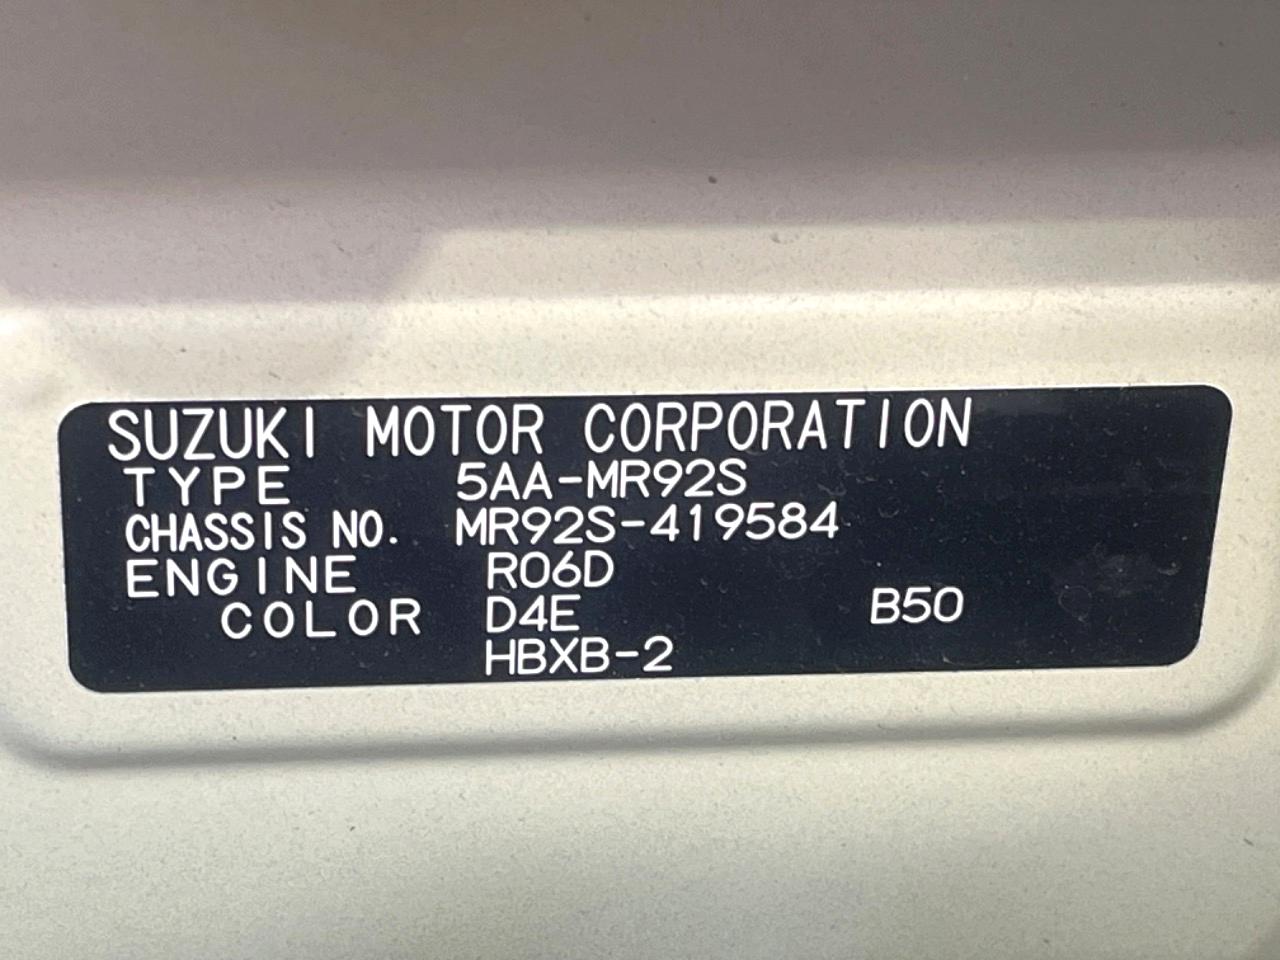 SUZUKI MOTOR CORPORATION
TYPE 5AA-MR92S
CHASSIS NO. MR92S-419584
ENGINE R06D
COLOR D4E B50
HBXB-2